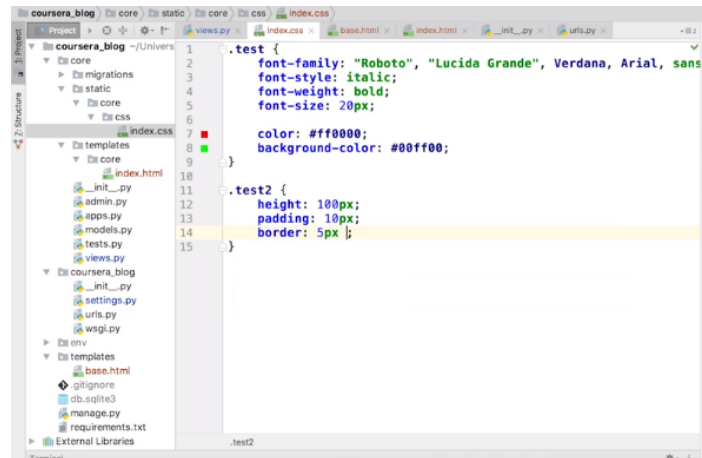 coursera_blog core static core css index.css
Project views.py index.css base.html index.html __init__.py urls.py
1: Project
Z: Structure
coursera_blog ~/Univers
core
migrations
static
core
css
index.css
templates
core
index.html
__init__.py
admin.py
apps.py
models.py
tests.py
views.py
coursera_blog
__init__.py
settings.py
urls.py
wsgi.py
env
templates
base.html
.gitignore
db.sqlite3
manage.py
requirements.txt
External Libraries
1 .test {
2 font-family: "Roboto", "Lucida Grande", Verdana, Arial, sans
3 font-style: italic;
4 font-weight: bold;
5 font-size: 20px;
6
7 color: #ff0000;
8 background-color: #00ff00;
9 }
10
11 .test2 {
12 height: 100px;
13 padding: 10px;
14 border: 5px ;
15 }
.test2